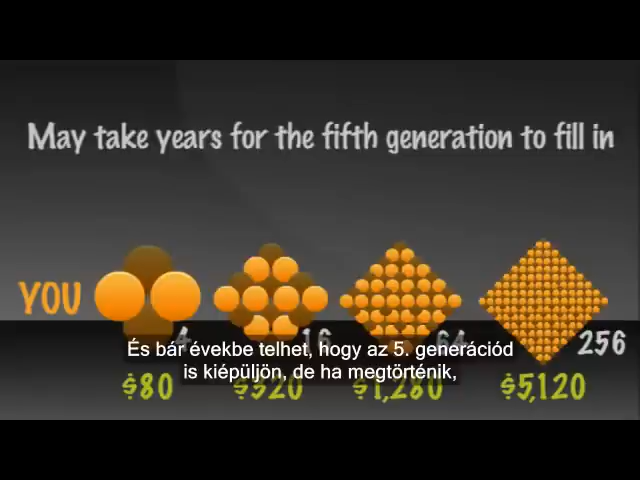 May take years for the fifth generation to fill in
YOU
4
16
64
256
És bár évekbe telhet, hogy az 5. generációd
is kiépüljön, de ha megtörténik,
$80
$320
$1,280
$5,120